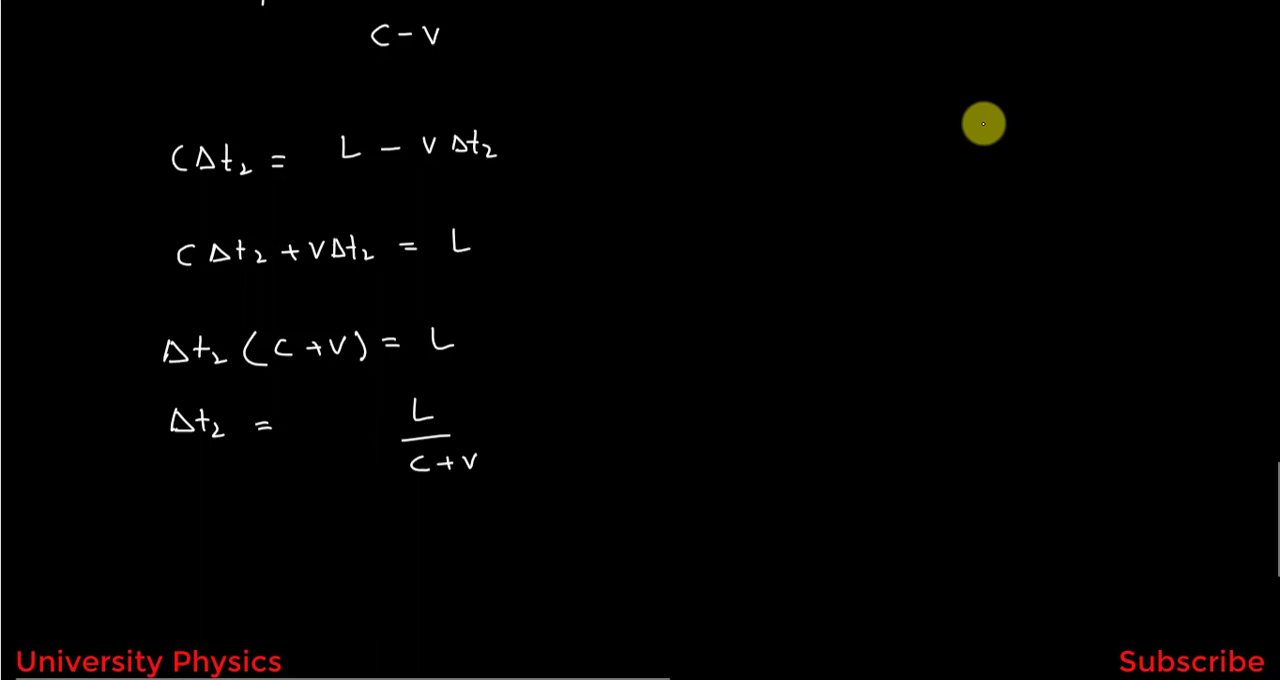 C - V
CΔt₂ = L - VΔt₂
CΔt₂ + VΔt₂ = L
Δt₂ (C + V) = L
Δt₂ = L
C + V
University Physics
Subscribe